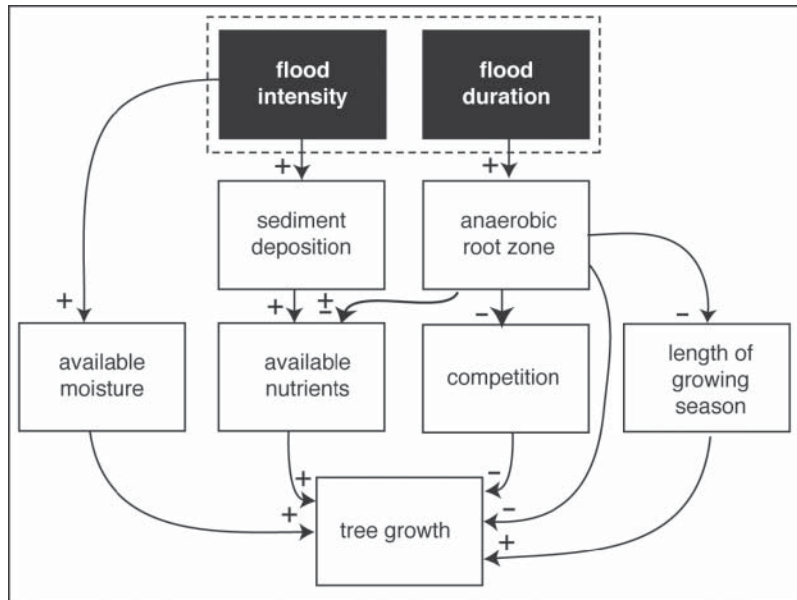 flood
intensity
flood
duration
+
+
sediment
deposition
anaerobic
root zone
+
+
±
−
−
available
moisture
available
nutrients
competition
length of
growing
season
+
−
+
−
+
tree growth